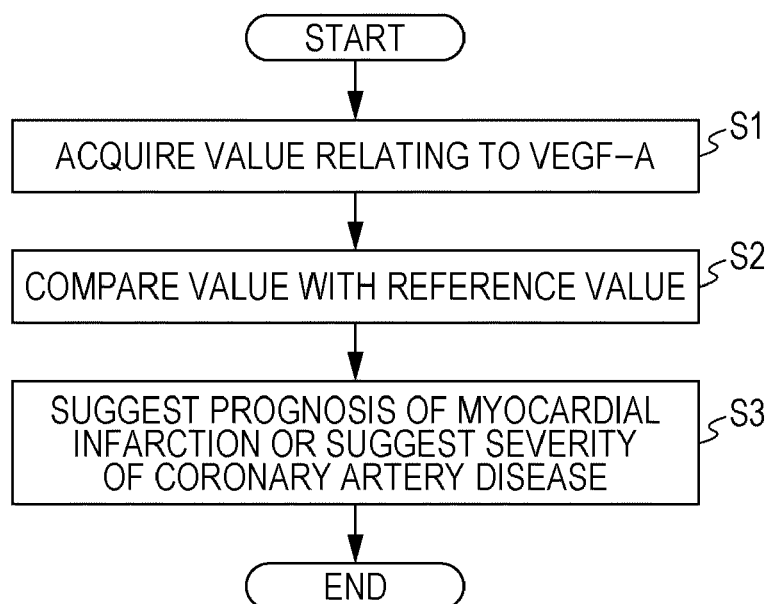 START
ACQUIRE VALUE RELATING TO VEGF-A
S1
COMPARE VALUE WITH REFERENCE VALUE
S2
SUGGEST PROGNOSIS OF MYOCARDIAL
INFARCTION OR SUGGEST SEVERITY
OF CORONARY ARTERY DISEASE
S3
END